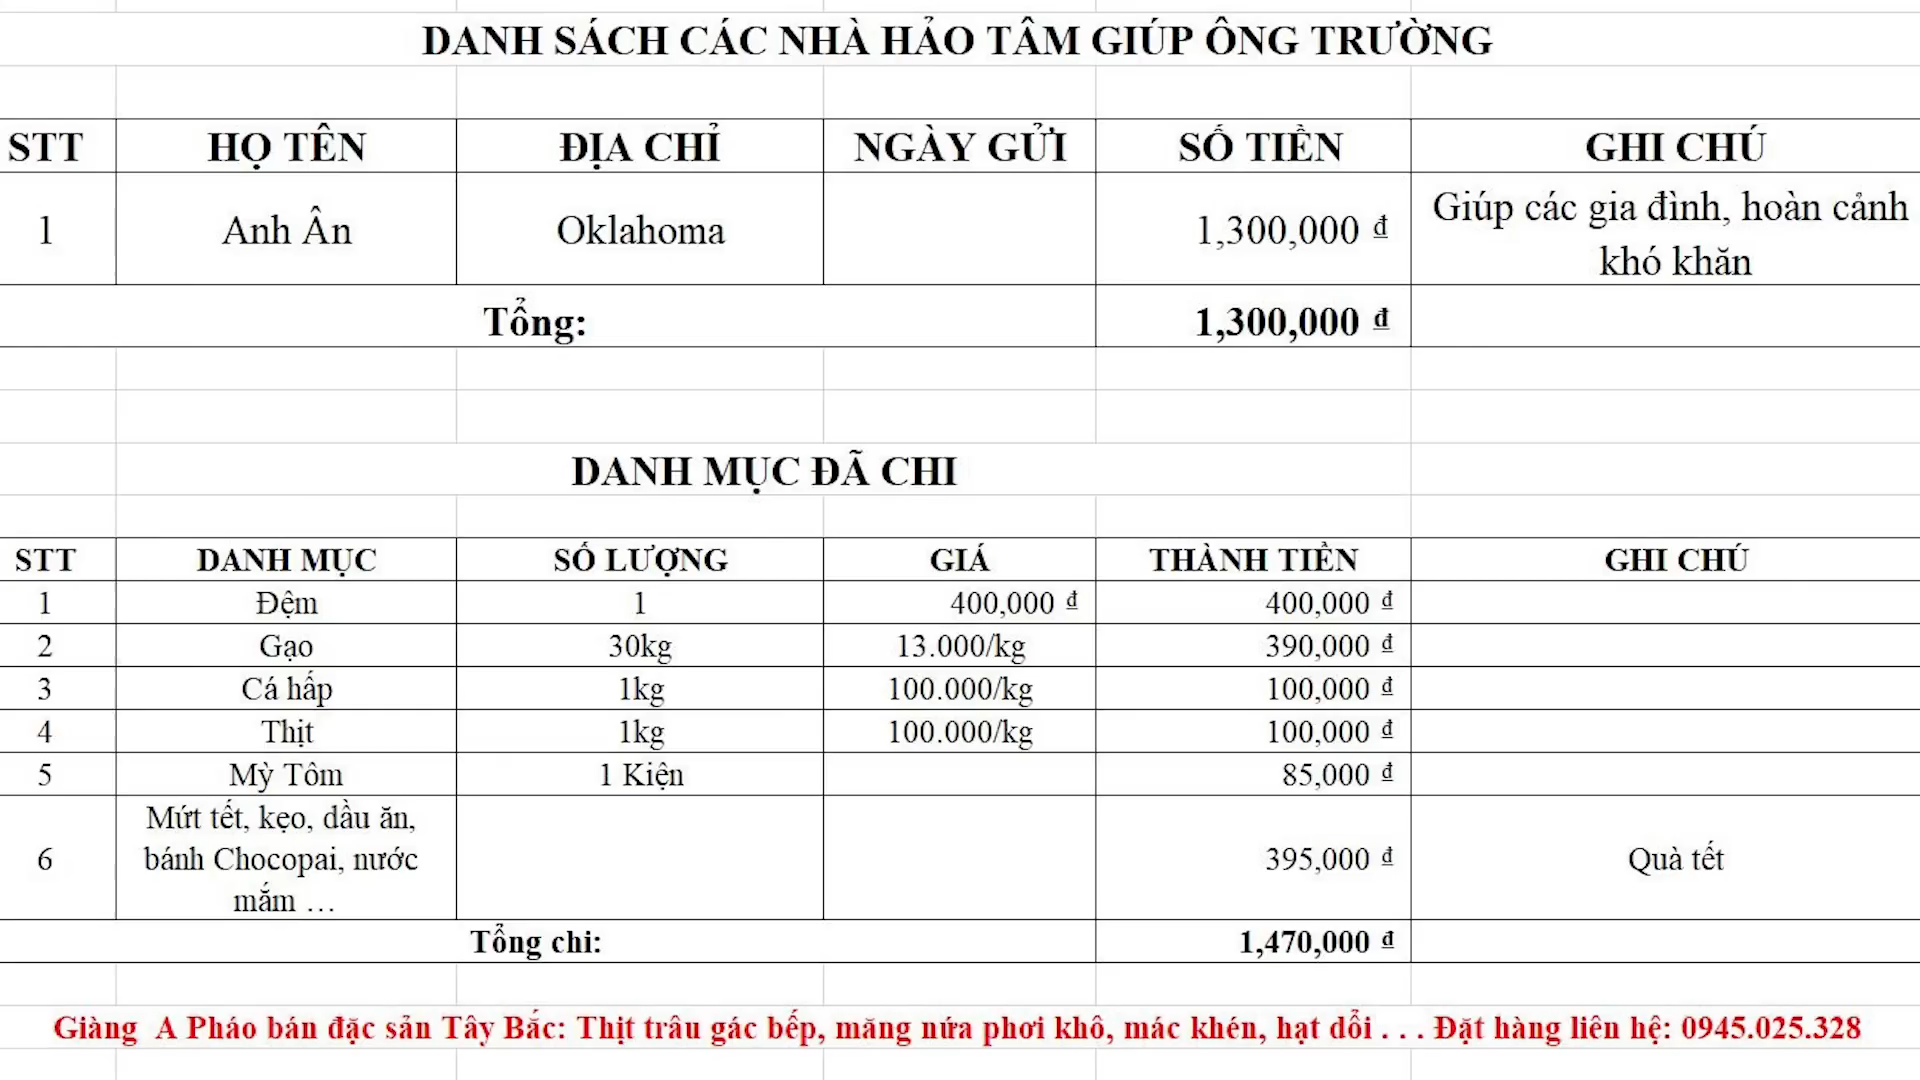 DANH SÁCH CÁC NHÀ HẢO TÂM GIÚP ÔNG TRƯỜNG
STT HỌ TÊN ĐỊA CHỈ NGÀY GỬI SỐ TIỀN GHI CHÚ
1 Anh Ân Oklahoma 1,300,000 đ Giúp các gia đình, hoàn cảnh
khó khăn
Tổng: 1,300,000 đ
DANH MỤC ĐÃ CHI
STT DANH MỤC SỐ LƯỢNG GIÁ THÀNH TIỀN GHI CHÚ
1 Đệm 1 400,000 đ 400,000 đ
2 Gạo 30kg 13.000/kg 390,000 đ
3 Cá hấp 1kg 100.000/kg 100,000 đ
4 Thịt 1kg 100.000/kg 100,000 đ
5 Mỳ Tôm 1 Kiện 85,000 đ
6 Mứt tết, kẹo, dầu ăn,
bánh Chocopai, nước
mắm ... 395,000 đ Quà tết
Tổng chi: 1,470,000 đ
Giàng A Pháo bán đặc sản Tây Bắc: Thịt trâu gác bếp, măng nứa phơi khô, mác khén, hạt dổi . . . Đặt hàng liên hệ: 0945.025.328